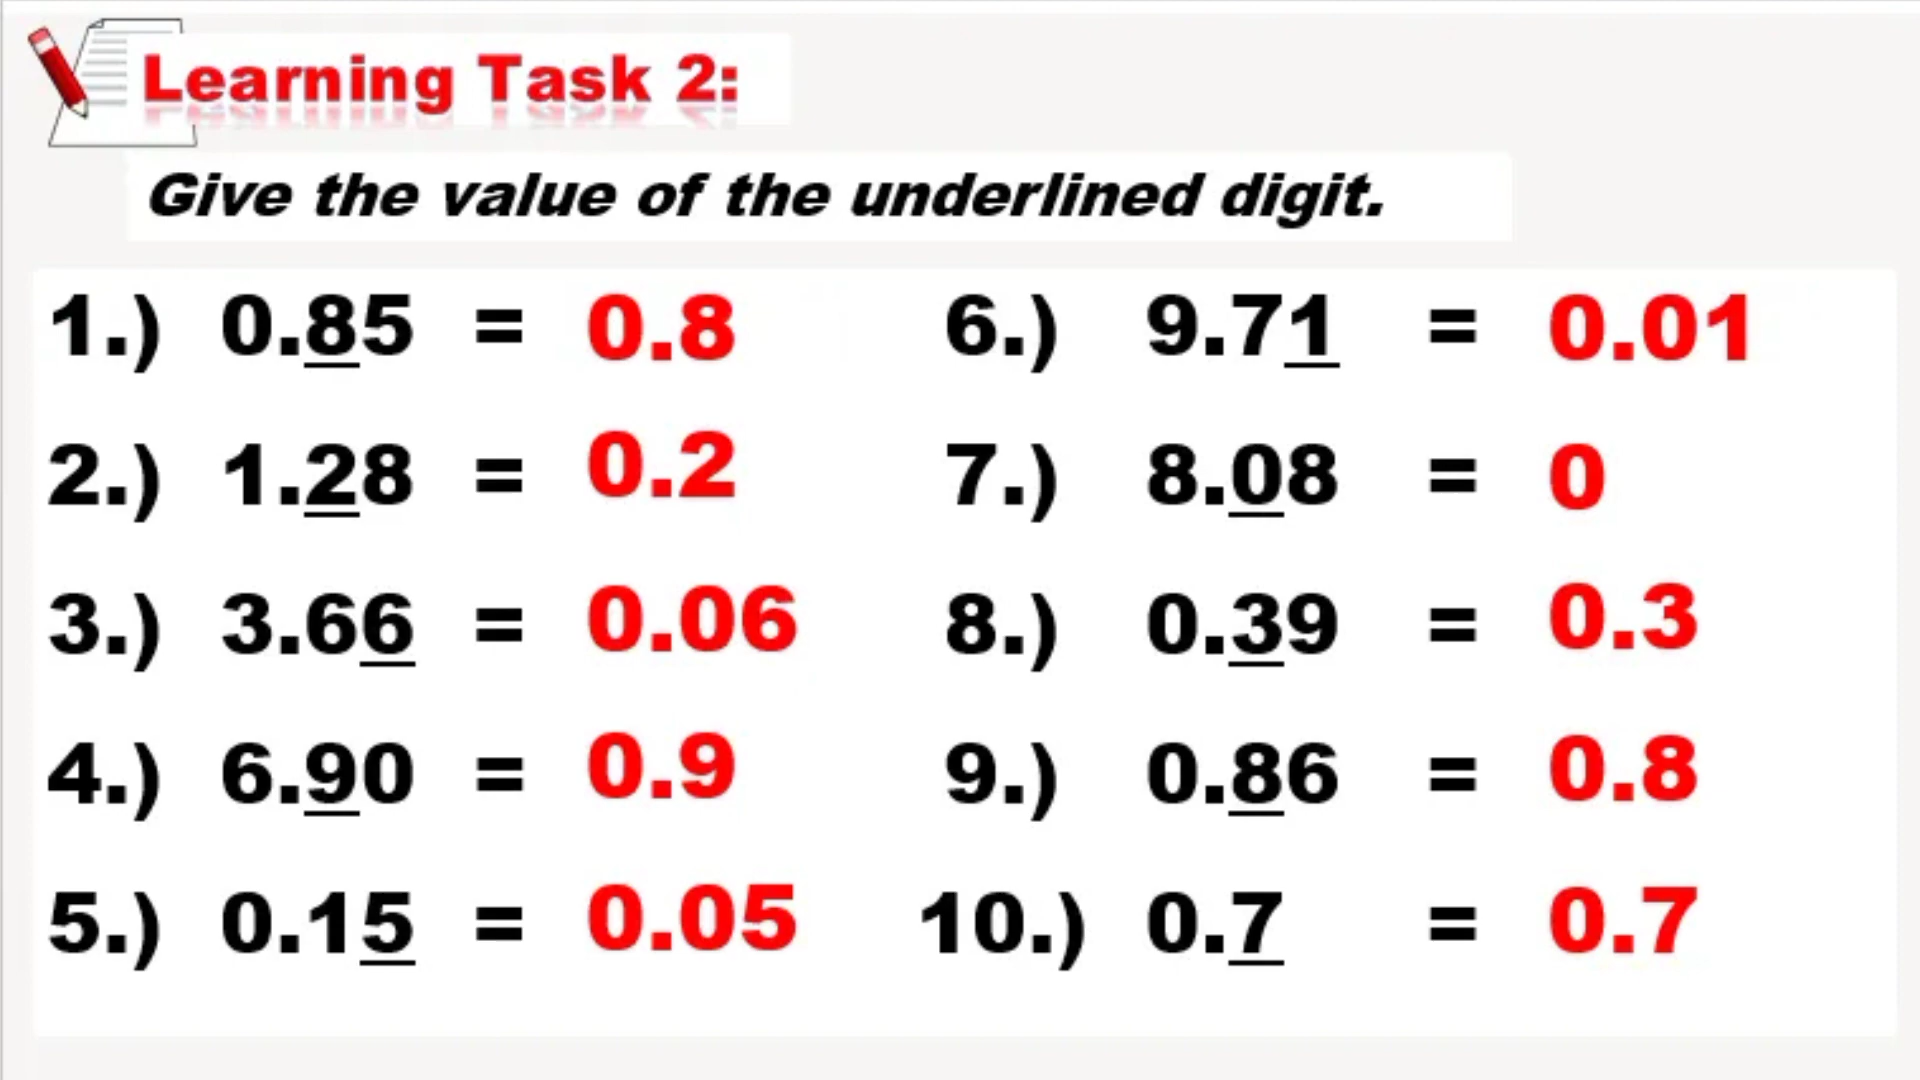 Learning Task 2:
Give the value of the underlined digit.
1.) 0.85 = 0.8
2.) 1.28 = 0.2
3.) 3.66 = 0.06
4.) 6.90 = 0.9
5.) 0.15 = 0.05
6.) 9.71 = 0.01
7.) 8.08 = 0
8.) 0.39 = 0.3
9.) 0.86 = 0.8
10.) 0.7 = 0.7